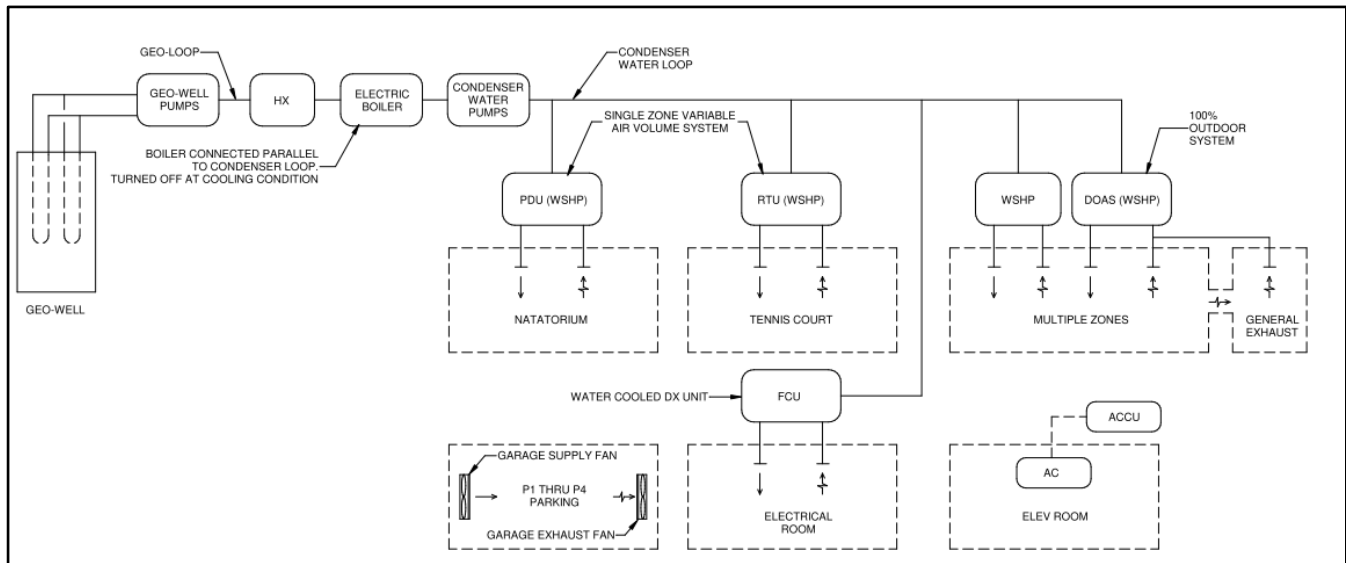 GEO-LOOP
CONDENSER
WATER LOOP
GEO-WELL
PUMPS
HX
ELECTRIC
BOILER
CONDENSER
WATER
PUMPS
SINGLE ZONE VARIABLE
AIR VOLUME SYSTEM
100%
OUTDOOR
SYSTEM
BOILER CONNECTED PARALLEL
TO CONDENSER LOOP.
TURNED OFF AT COOLING CONDITION
PDU (WSHP)
RTU (WSHP)
WSHP
DOAS (WSHP)
GEO-WELL
NATATORIUM
TENNIS COURT
MULTIPLE ZONES
GENERAL
EXHAUST
WATER COOLED DX UNIT
FCU
ACCU
GARAGE SUPPLY FAN
P1 THRU P4
PARKING
GARAGE EXHAUST FAN
ELECTRICAL
ROOM
AC
ELEV ROOM